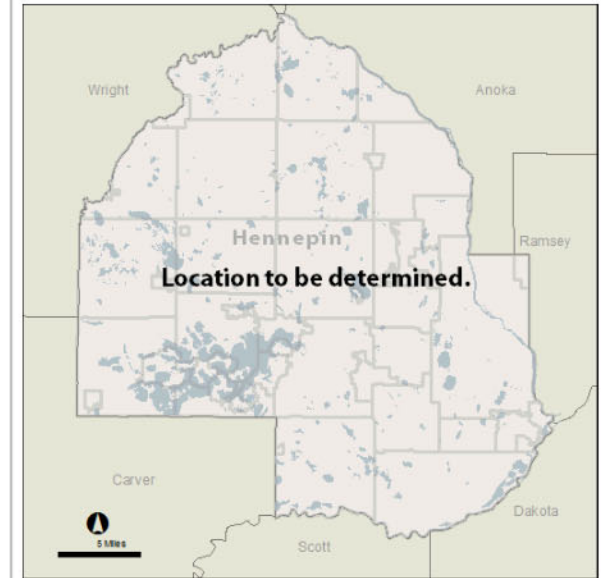 Wright
Anoka
Hennepin
Ramsey
Location to be determined.
Carver
5 Miles
Scott
Dakota